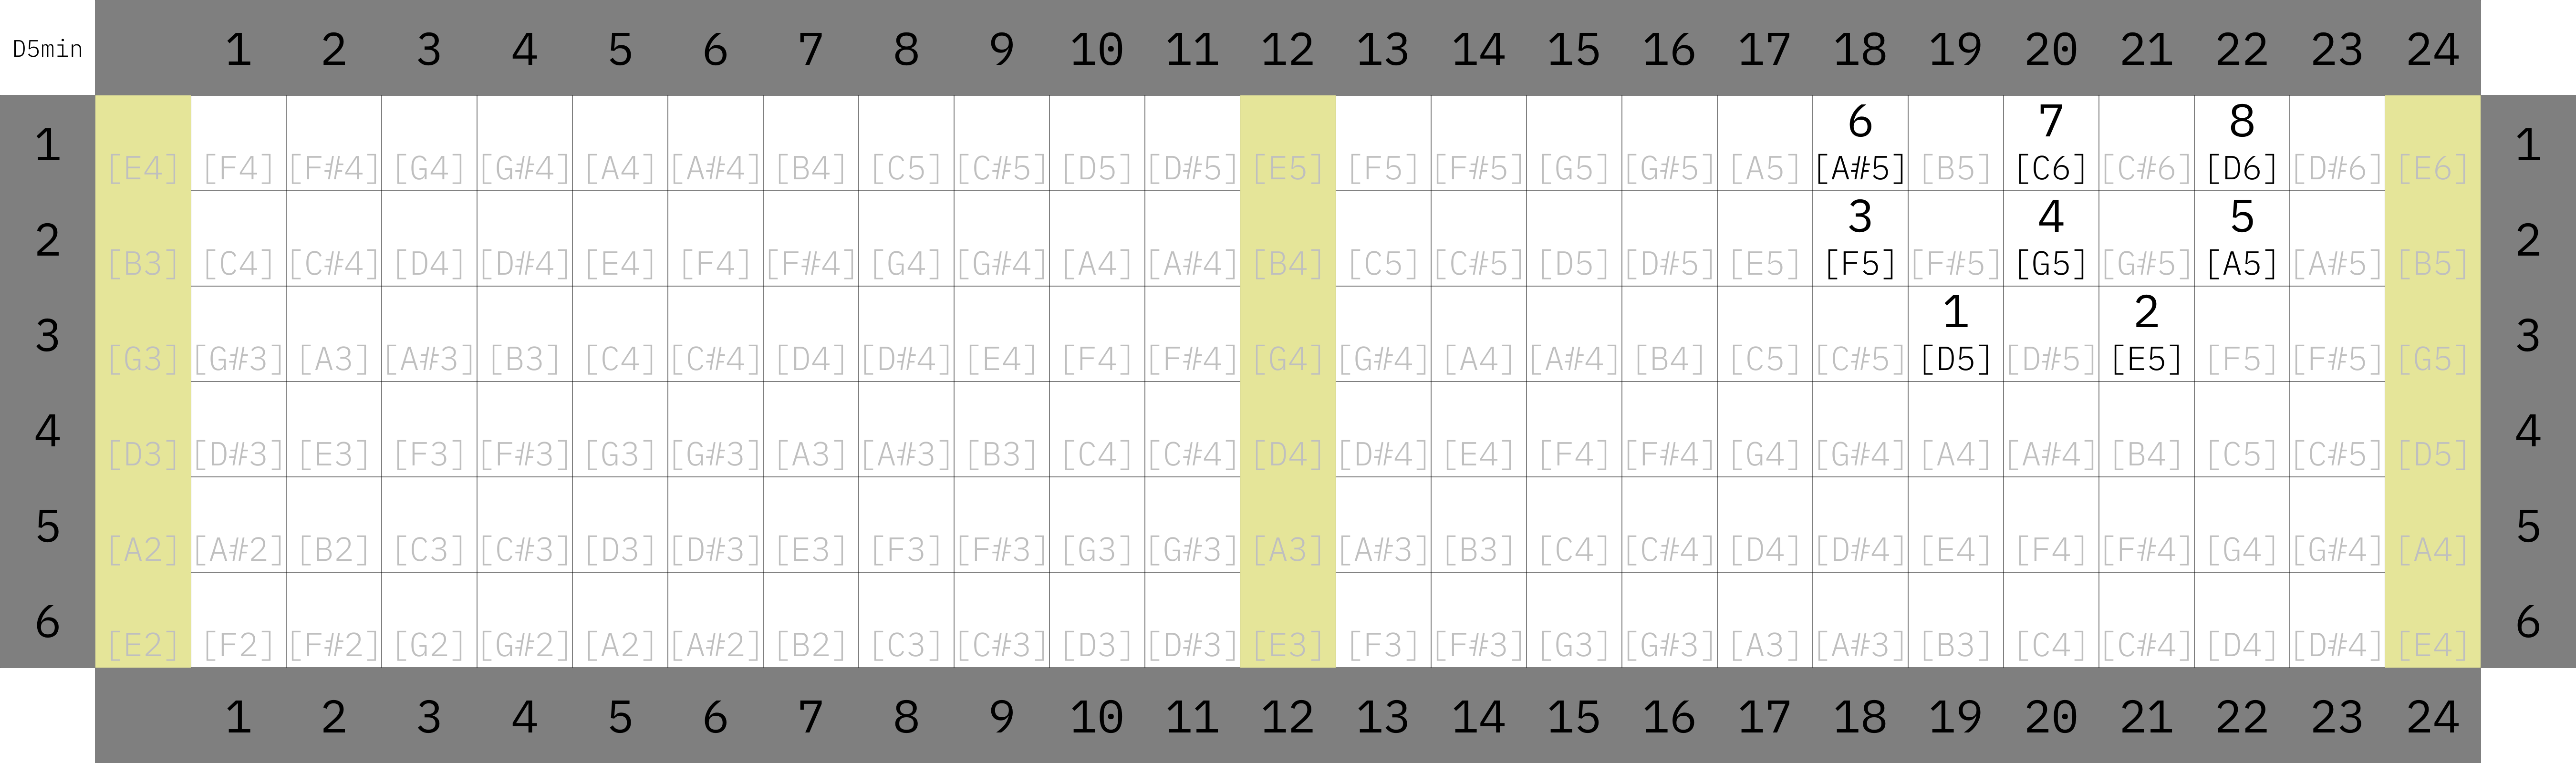 D5min 1 2 3 4 5 6 7 8 9 10 11 12 13 14 15 16 17 18 19 20 21 22 23 24
6 7 8
1 [E4] [F4] [F#4] [G4] [G#4] [A4] [A#4] [B4] [C5] [C#5] [D5] [D#5] [E5] [F5] [F#5] [G5] [G#5] [A5] [A#5] [B5] [C6] [C#6] [D6] [D#6] [E6] 1
3 4 5
2 [B3] [C4] [C#4] [D4] [D#4] [E4] [F4] [F#4] [G4] [G#4] [A4] [A#4] [B4] [C5] [C#5] [D5] [D#5] [E5] [F5] [F#5] [G5] [G#5] [A5] [A#5] [B5] 2
1 2
3 [G3] [G#3] [A3] [A#3] [B3] [C4] [C#4] [D4] [D#4] [E4] [F4] [F#4] [G4] [G#4] [A4] [A#4] [B4] [C5] [C#5] [D5] [D#5] [E5] [F5] [F#5] [G5] 3
4 [D3] [D#3] [E3] [F3] [F#3] [G3] [G#3] [A3] [A#3] [B3] [C4] [C#4] [D4] [D#4] [E4] [F4] [F#4] [G4] [G#4] [A4] [A#4] [B4] [C5] [C#5] [D5] 4
5 [A2] [A#2] [B2] [C3] [C#3] [D3] [D#3] [E3] [F3] [F#3] [G3] [G#3] [A3] [A#3] [B3] [C4] [C#4] [D4] [D#4] [E4] [F4] [F#4] [G4] [G#4] [A4] 5
6 [E2] [F2] [F#2] [G2] [G#2] [A2] [A#2] [B2] [C3] [C#3] [D3] [D#3] [E3] [F3] [F#3] [G3] [G#3] [A3] [A#3] [B3] [C4] [C#4] [D4] [D#4] [E4] 6
1 2 3 4 5 6 7 8 9 10 11 12 13 14 15 16 17 18 19 20 21 22 23 24